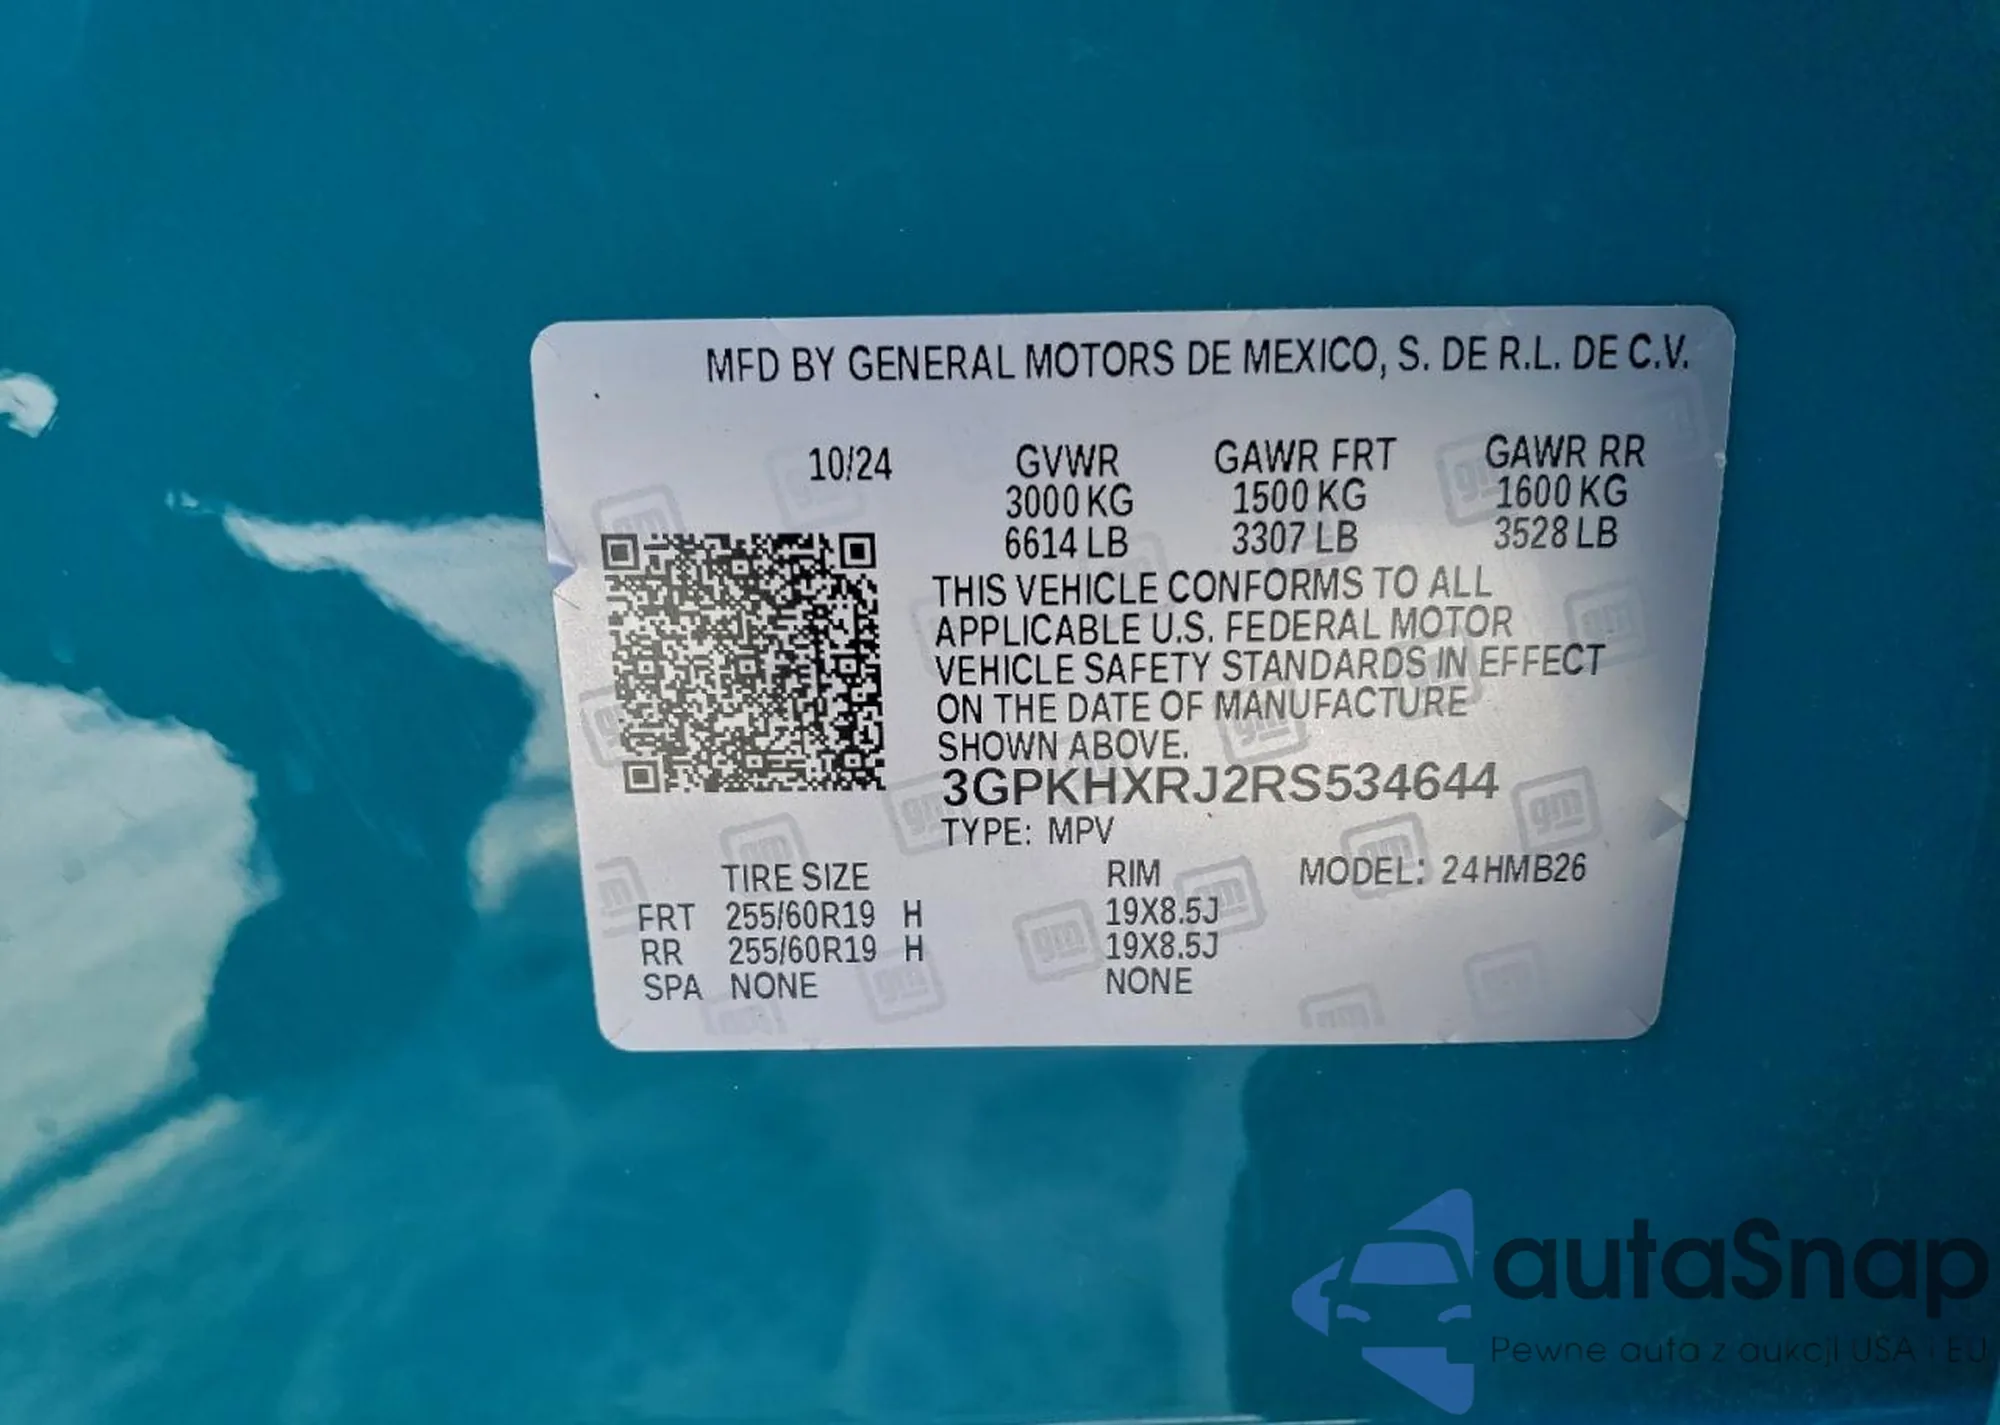 MFD BY GENERAL MOTORS DE MEXICO, S. DE R.L. DE C.V.
10/24 GVWR GAWR FRT GAWR RR
3000 KG 1500 KG 1600 KG
6614 LB 3307 LB 3528 LB
THIS VEHICLE CONFORMS TO ALL
APPLICABLE U.S. FEDERAL MOTOR
VEHICLE SAFETY STANDARDS IN EFFECT
ON THE DATE OF MANUFACTURE
SHOWN ABOVE.
3GPKHXRJ2RS534644
TYPE: MPV
TIRE SIZE RIM MODEL: 24HMB26
FRT 255/60R19 H 19X8.5J
RR 255/60R19 H 19X8.5J
SPA NONE NONE
gm
autaSnap
Pewne auta z aukcji USA i EU